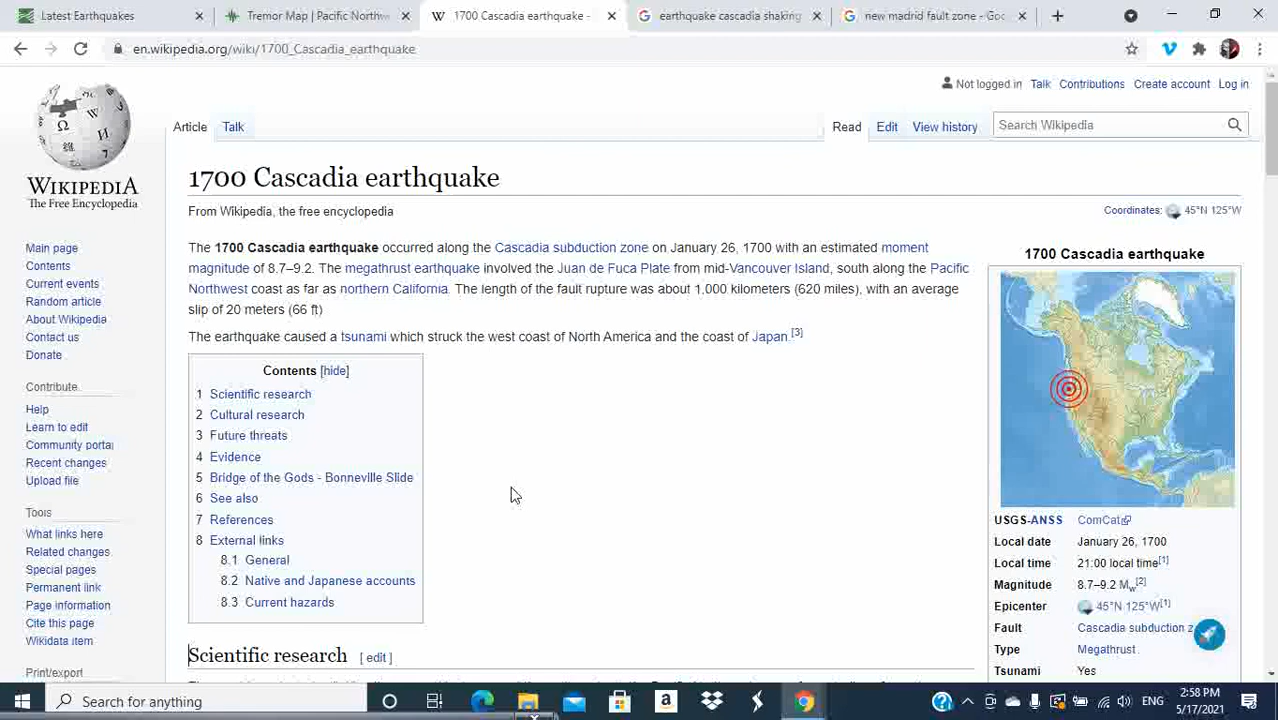 Latest Earthquakes
Tremor Map | Pacific Northw
1700 Cascadia earthquake -
earthquake cascadia shaking
new madrid fault zone - Goo
en.wikipedia.org/wiki/1700_Cascadia_earthquake
Not logged in Talk Contributions Create account Log in
Article Talk
Read Edit View history
Search Wikipedia
WIKIPEDIA
The Free Encyclopedia
Main page
Contents
Current events
Random article
About Wikipedia
Contact us
Donate
Contribute
Help
Learn to edit
Community portal
Recent changes
Upload file
Tools
What links here
Related changes
Special pages
Permanent link
Page information
Cite this page
Wikidata item
Print/export
1700 Cascadia earthquake
From Wikipedia, the free encyclopedia
Coordinates: 45°N 125°W
The 1700 Cascadia earthquake occurred along the Cascadia subduction zone on January 26, 1700 with an estimated moment
magnitude of 8.7–9.2. The megathrust earthquake involved the Juan de Fuca Plate from mid-Vancouver Island, south along the Pacific
Northwest coast as far as northern California. The length of the fault rupture was about 1,000 kilometers (620 miles), with an average
slip of 20 meters (66 ft)
The earthquake caused a tsunami which struck the west coast of North America and the coast of Japan.[3]
Contents [hide]
1 Scientific research
2 Cultural research
3 Future threats
4 Evidence
5 Bridge of the Gods - Bonneville Slide
6 See also
7 References
8 External links
8.1 General
8.2 Native and Japanese accounts
8.3 Current hazards
Scientific research [ edit ]
1700 Cascadia earthquake
USGS-ANSS ComCat
Local date January 26, 1700
Local time 21:00 local time[1]
Magnitude 8.7–9.2 Mw[2]
Epicenter 45°N 125°W[1]
Fault Cascadia subduction z
Type Megathrust
Tsunami Yes
Search for anything
ENG
2:58 PM
5/17/2021